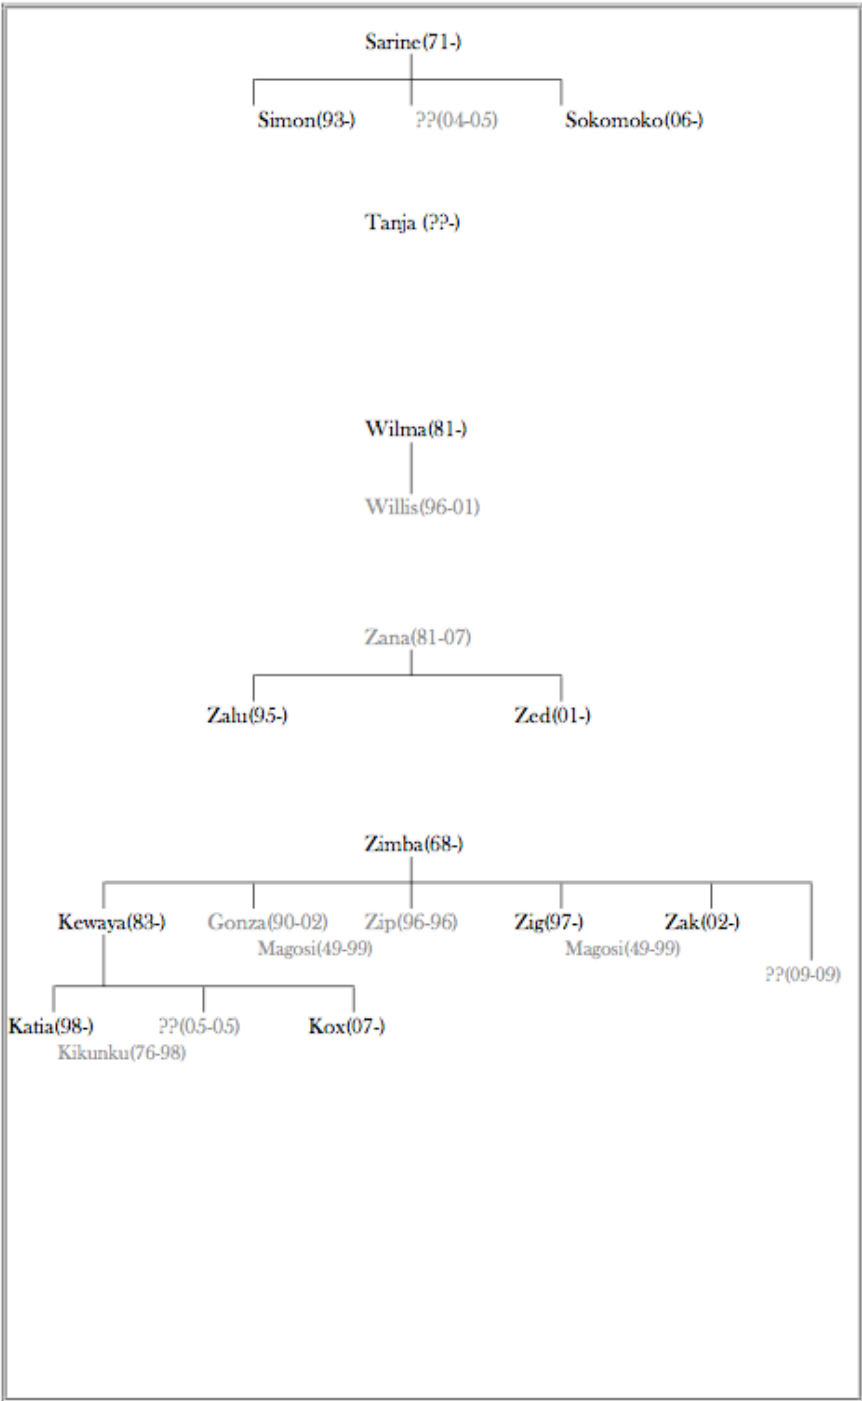 Sarine(71-)
Simon(93-) ??(04-05) Sokomoko(06-)
Tanja (??-)
Wilma(81-)
Willis(96-01)
Zana(81-07)
Zalu(95-) Zed(01-)
Zimba(68-)
Kewaya(83-) Gonza(90-02) Zip(96-96) Zig(97-) Zak(02-)
Magosi(49-99) Magosi(49-99)
??(09-09)
Katia(98-) ??(05-05) Kox(07-)
Kikunku(76-98)